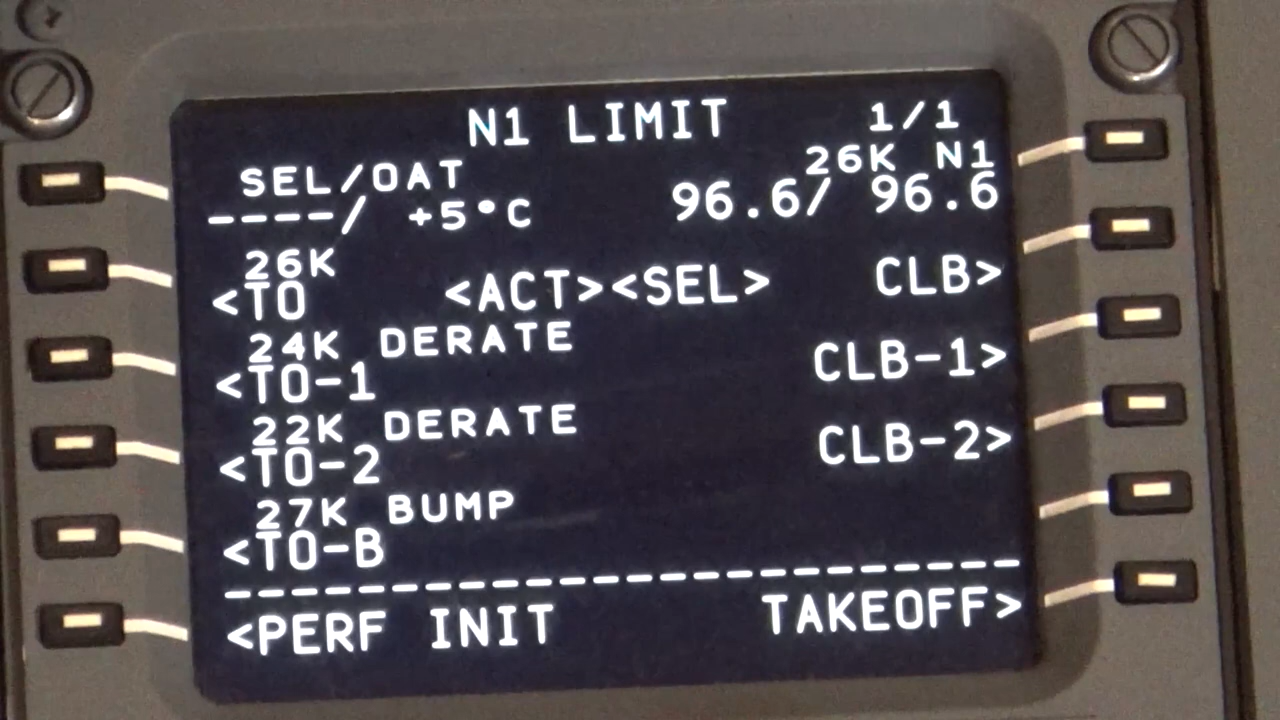 N1 LIMIT 1/1
SEL/OAT 26K N1
----/ +5°C 96.6/ 96.6
26K
<TO <ACT><SEL> CLB>
24K DERATE
<TO-1 CLB-1>
22K DERATE
<TO-2 CLB-2>
27K BUMP
<TO-B
------------------------
<PERF INIT TAKEOFF>